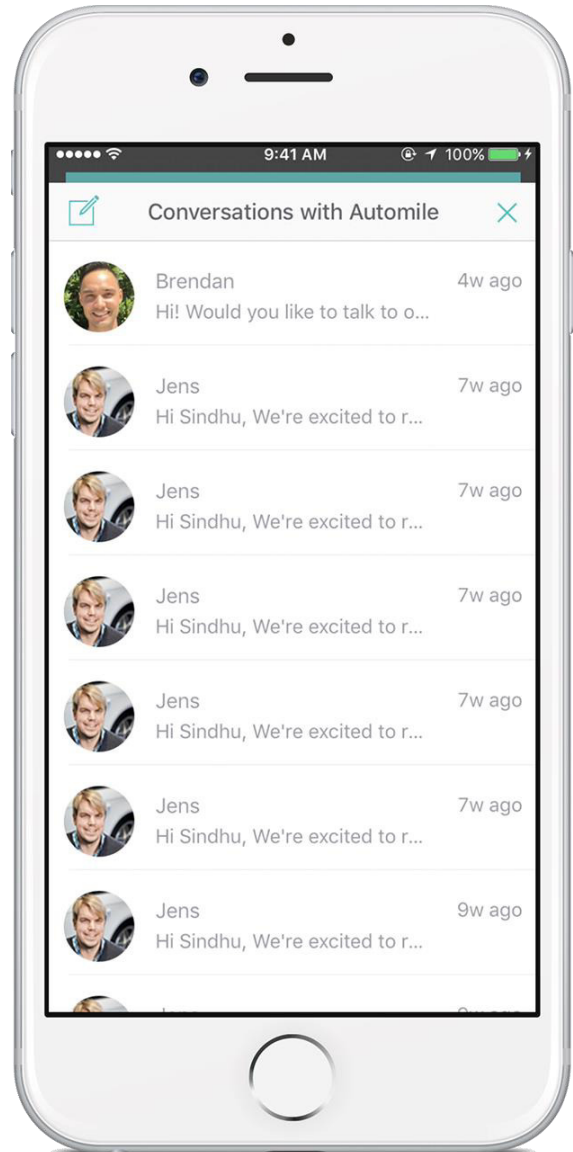 9:41 AM
100%
Conversations with Automile
Brendan
4w ago
Hi! Would you like to talk to o...
Jens
7w ago
Hi Sindhu, We're excited to r...
Jens
7w ago
Hi Sindhu, We're excited to r...
Jens
7w ago
Hi Sindhu, We're excited to r...
Jens
7w ago
Hi Sindhu, We're excited to r...
Jens
7w ago
Hi Sindhu, We're excited to r...
Jens
9w ago
Hi Sindhu, We're excited to r...